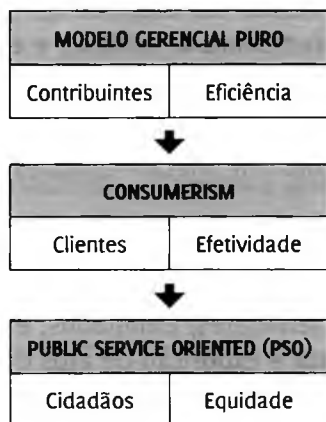 MODELO GERENCIAL PURO
Contribuintes Eficiência
CONSUMERISM
Clientes Efetividade
PUBLIC SERVICE ORIENTED (PSO)
Cidadãos Equidade